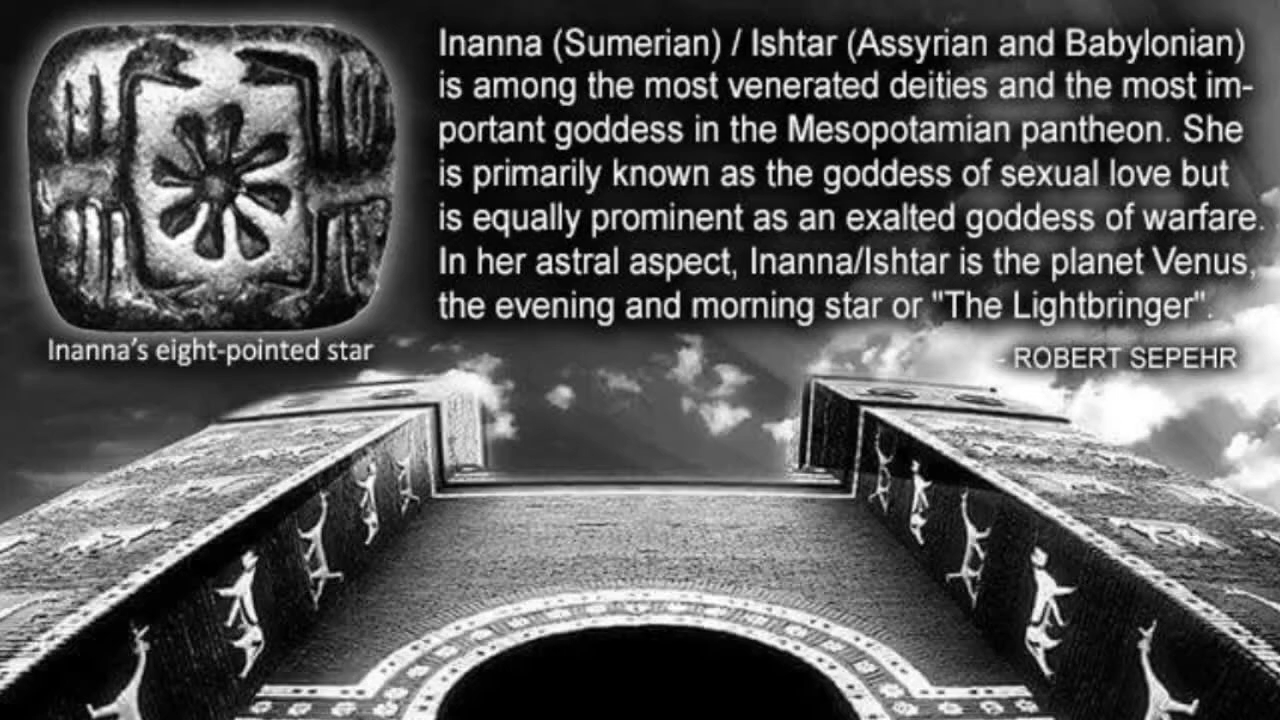 Inanna (Sumerian) / Ishtar (Assyrian and Babylonian)
is among the most venerated deities and the most im-
portant goddess in the Mesopotamian pantheon. She
is primarily known as the goddess of sexual love but
is equally prominent as an exalted goddess of warfare.
In her astral aspect, Inanna/Ishtar is the planet Venus,
the evening and morning star or "The Lightbringer".
- ROBERT SEPEHR
Inanna's eight-pointed star